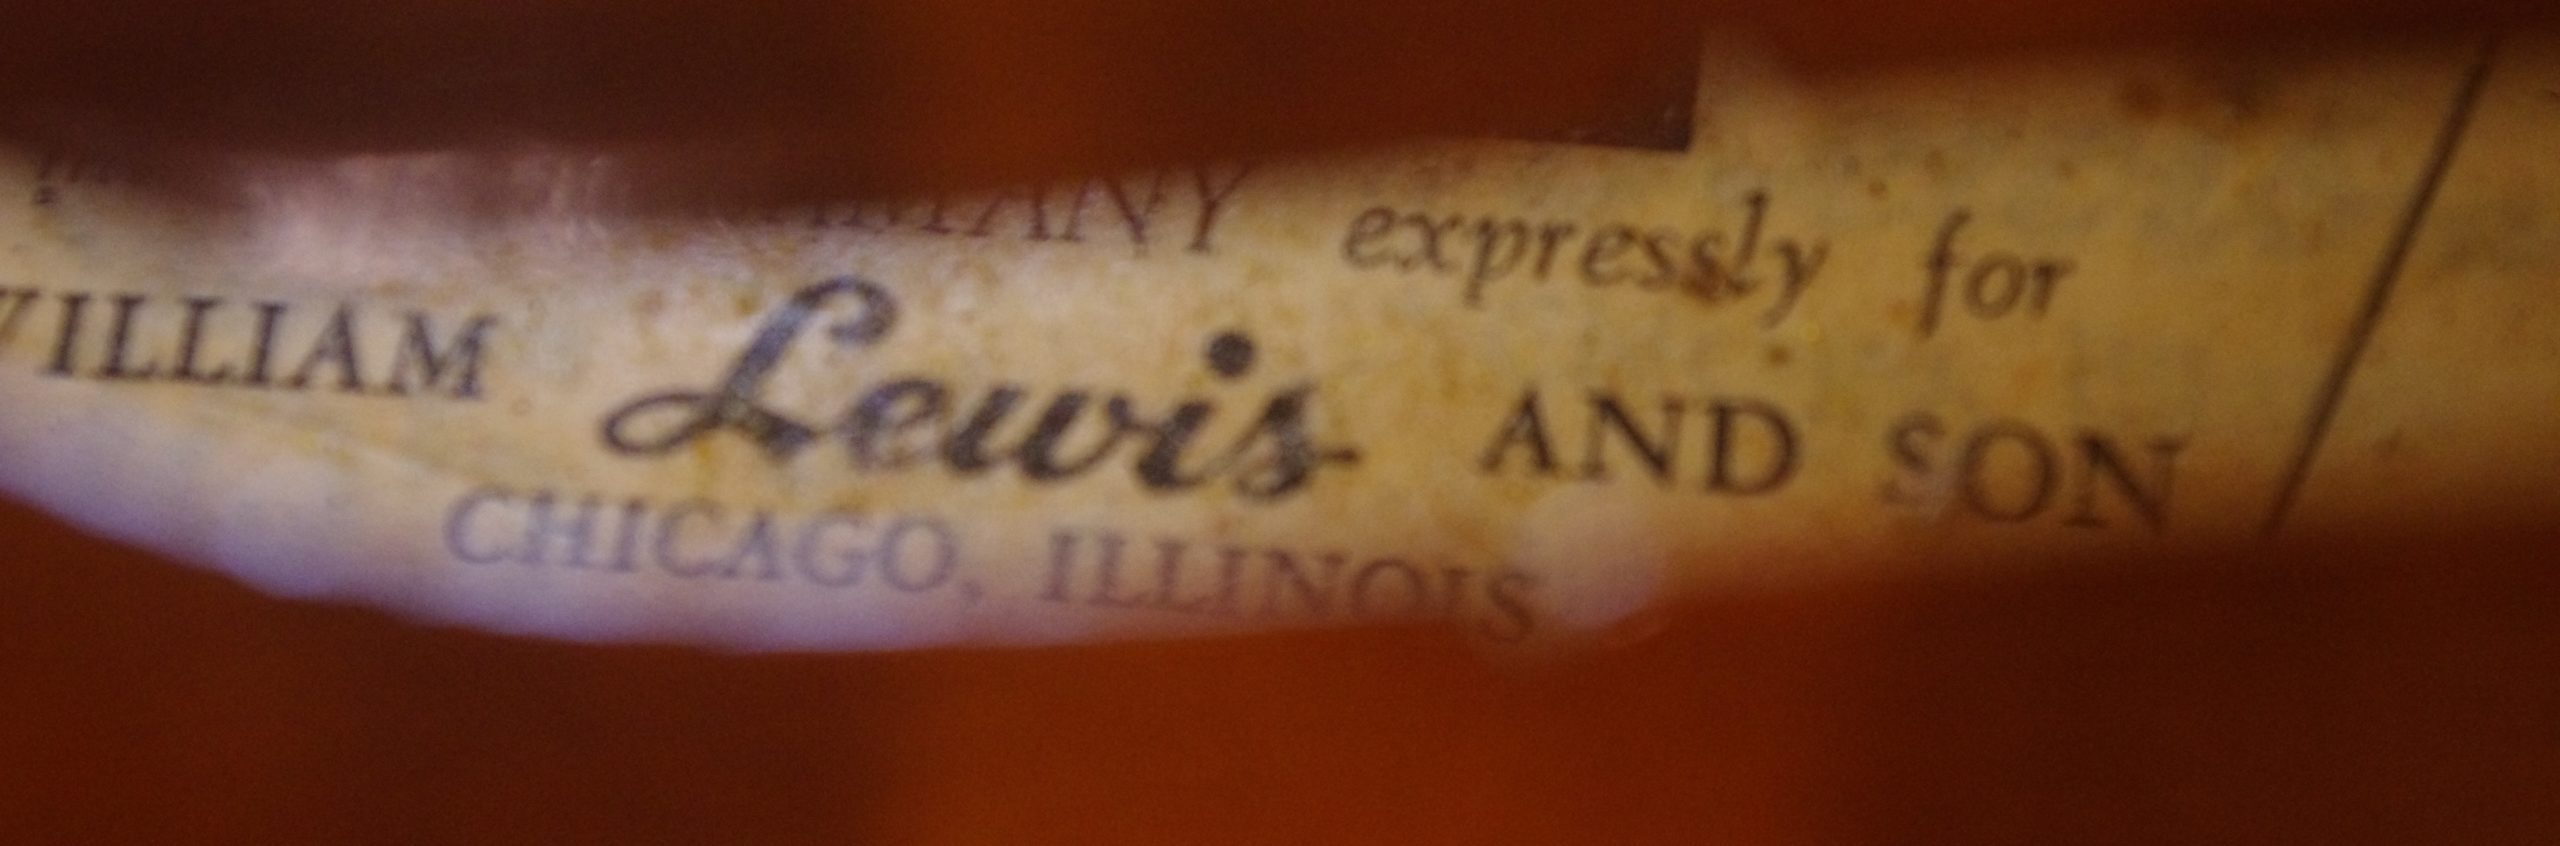 expressly for
WILLIAM Lewis AND SON
CHICAGO, ILLINOIS